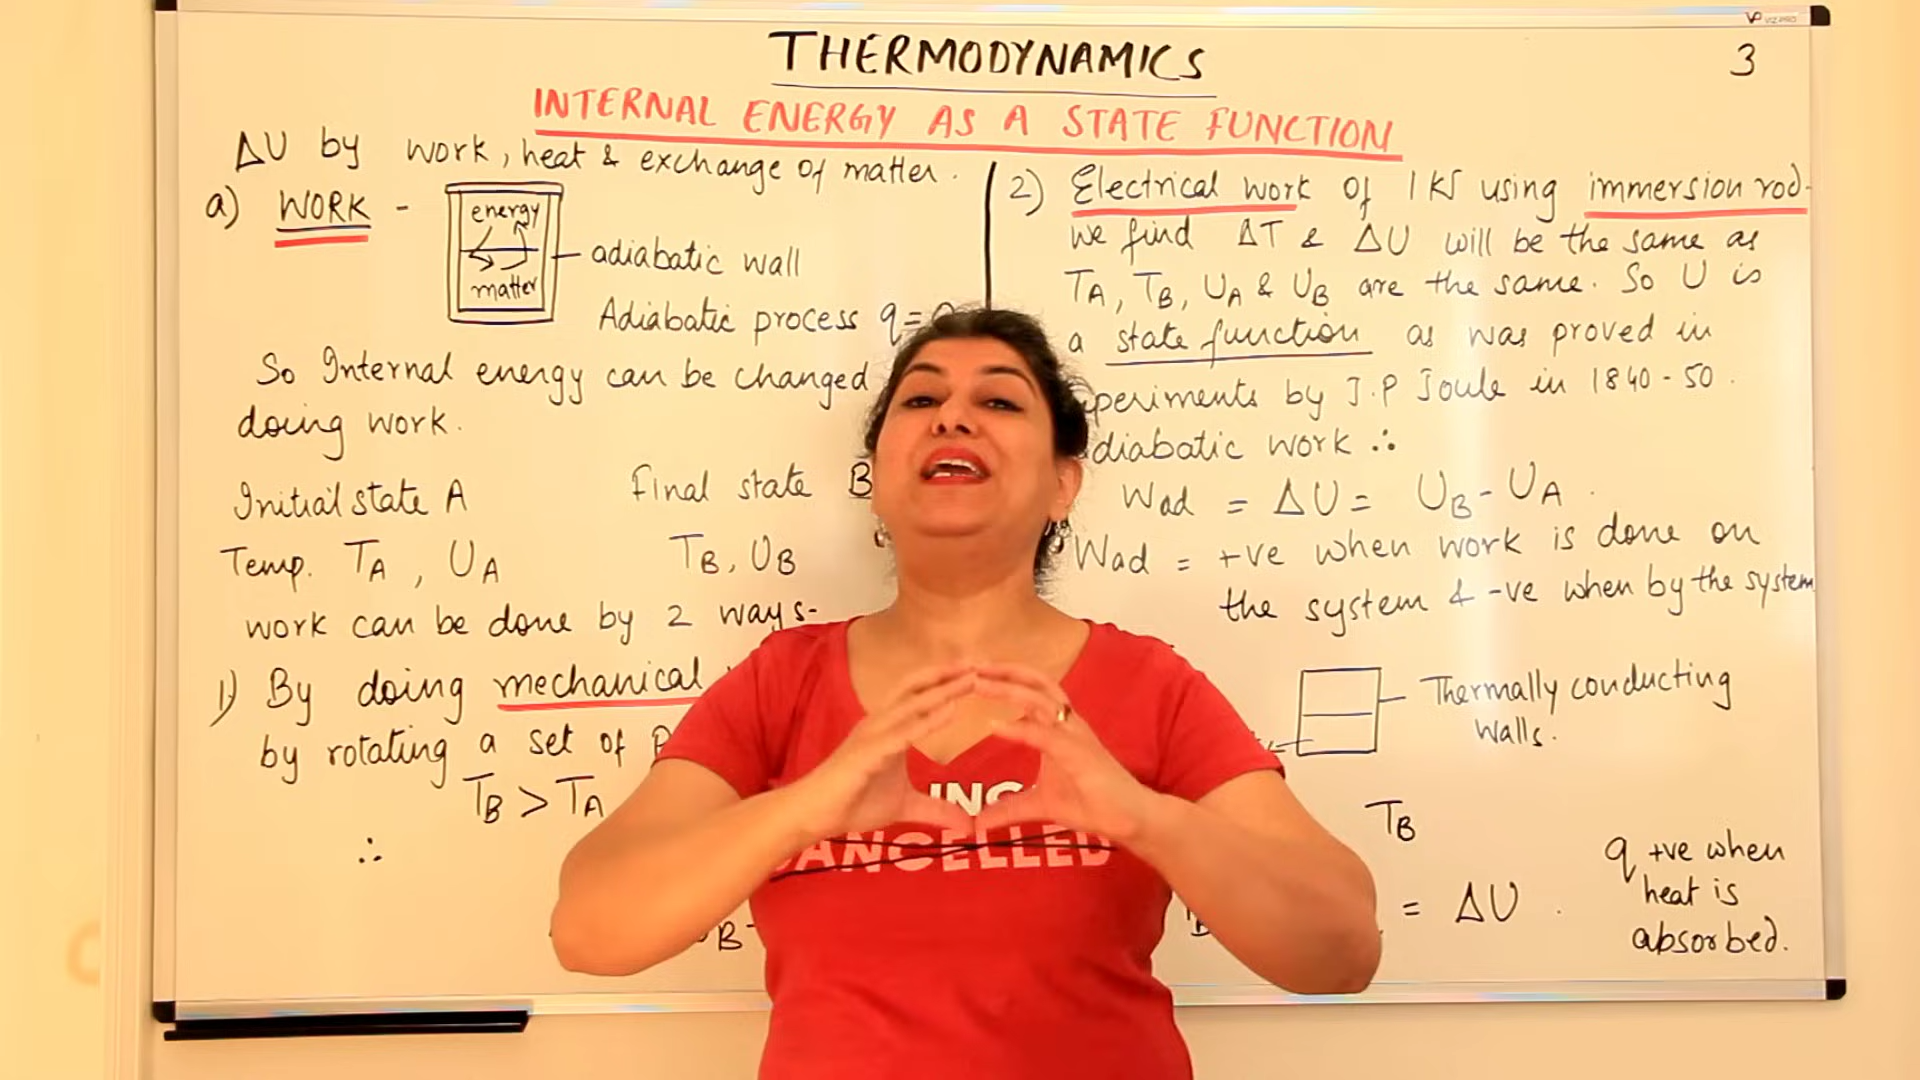 VIZ-PRO
THERMODYNAMICS
3
INTERNAL ENERGY AS A STATE FUNCTION
ΔU by work, heat & exchange of matter.
a) WORK -
energy
matter
adiabatic wall
Adiabatic process q=0
So Internal energy can be changed
doing work.
Initial state A Final state B
Temp. TA, UA TB, UB
work can be done by 2 ways-
1) By doing mechanical
by rotating a set of
TB > TA
∴
B-
2) Electrical work of 1 KJ using immersion rod-
we find ΔT & ΔU will be the same as
TA, TB, UA & UB are the same. So U is
a state function as was proved in
periments by J.P Joule in 1840-50.
diabatic work ∴
Wad = ΔU = UB - UA.
Wad = +ve when work is done on
the system & -ve when by the system
Thermally conducting
walls.
TB
= ΔU.
q +ve when
heat is
absorbed.
CANCELLED